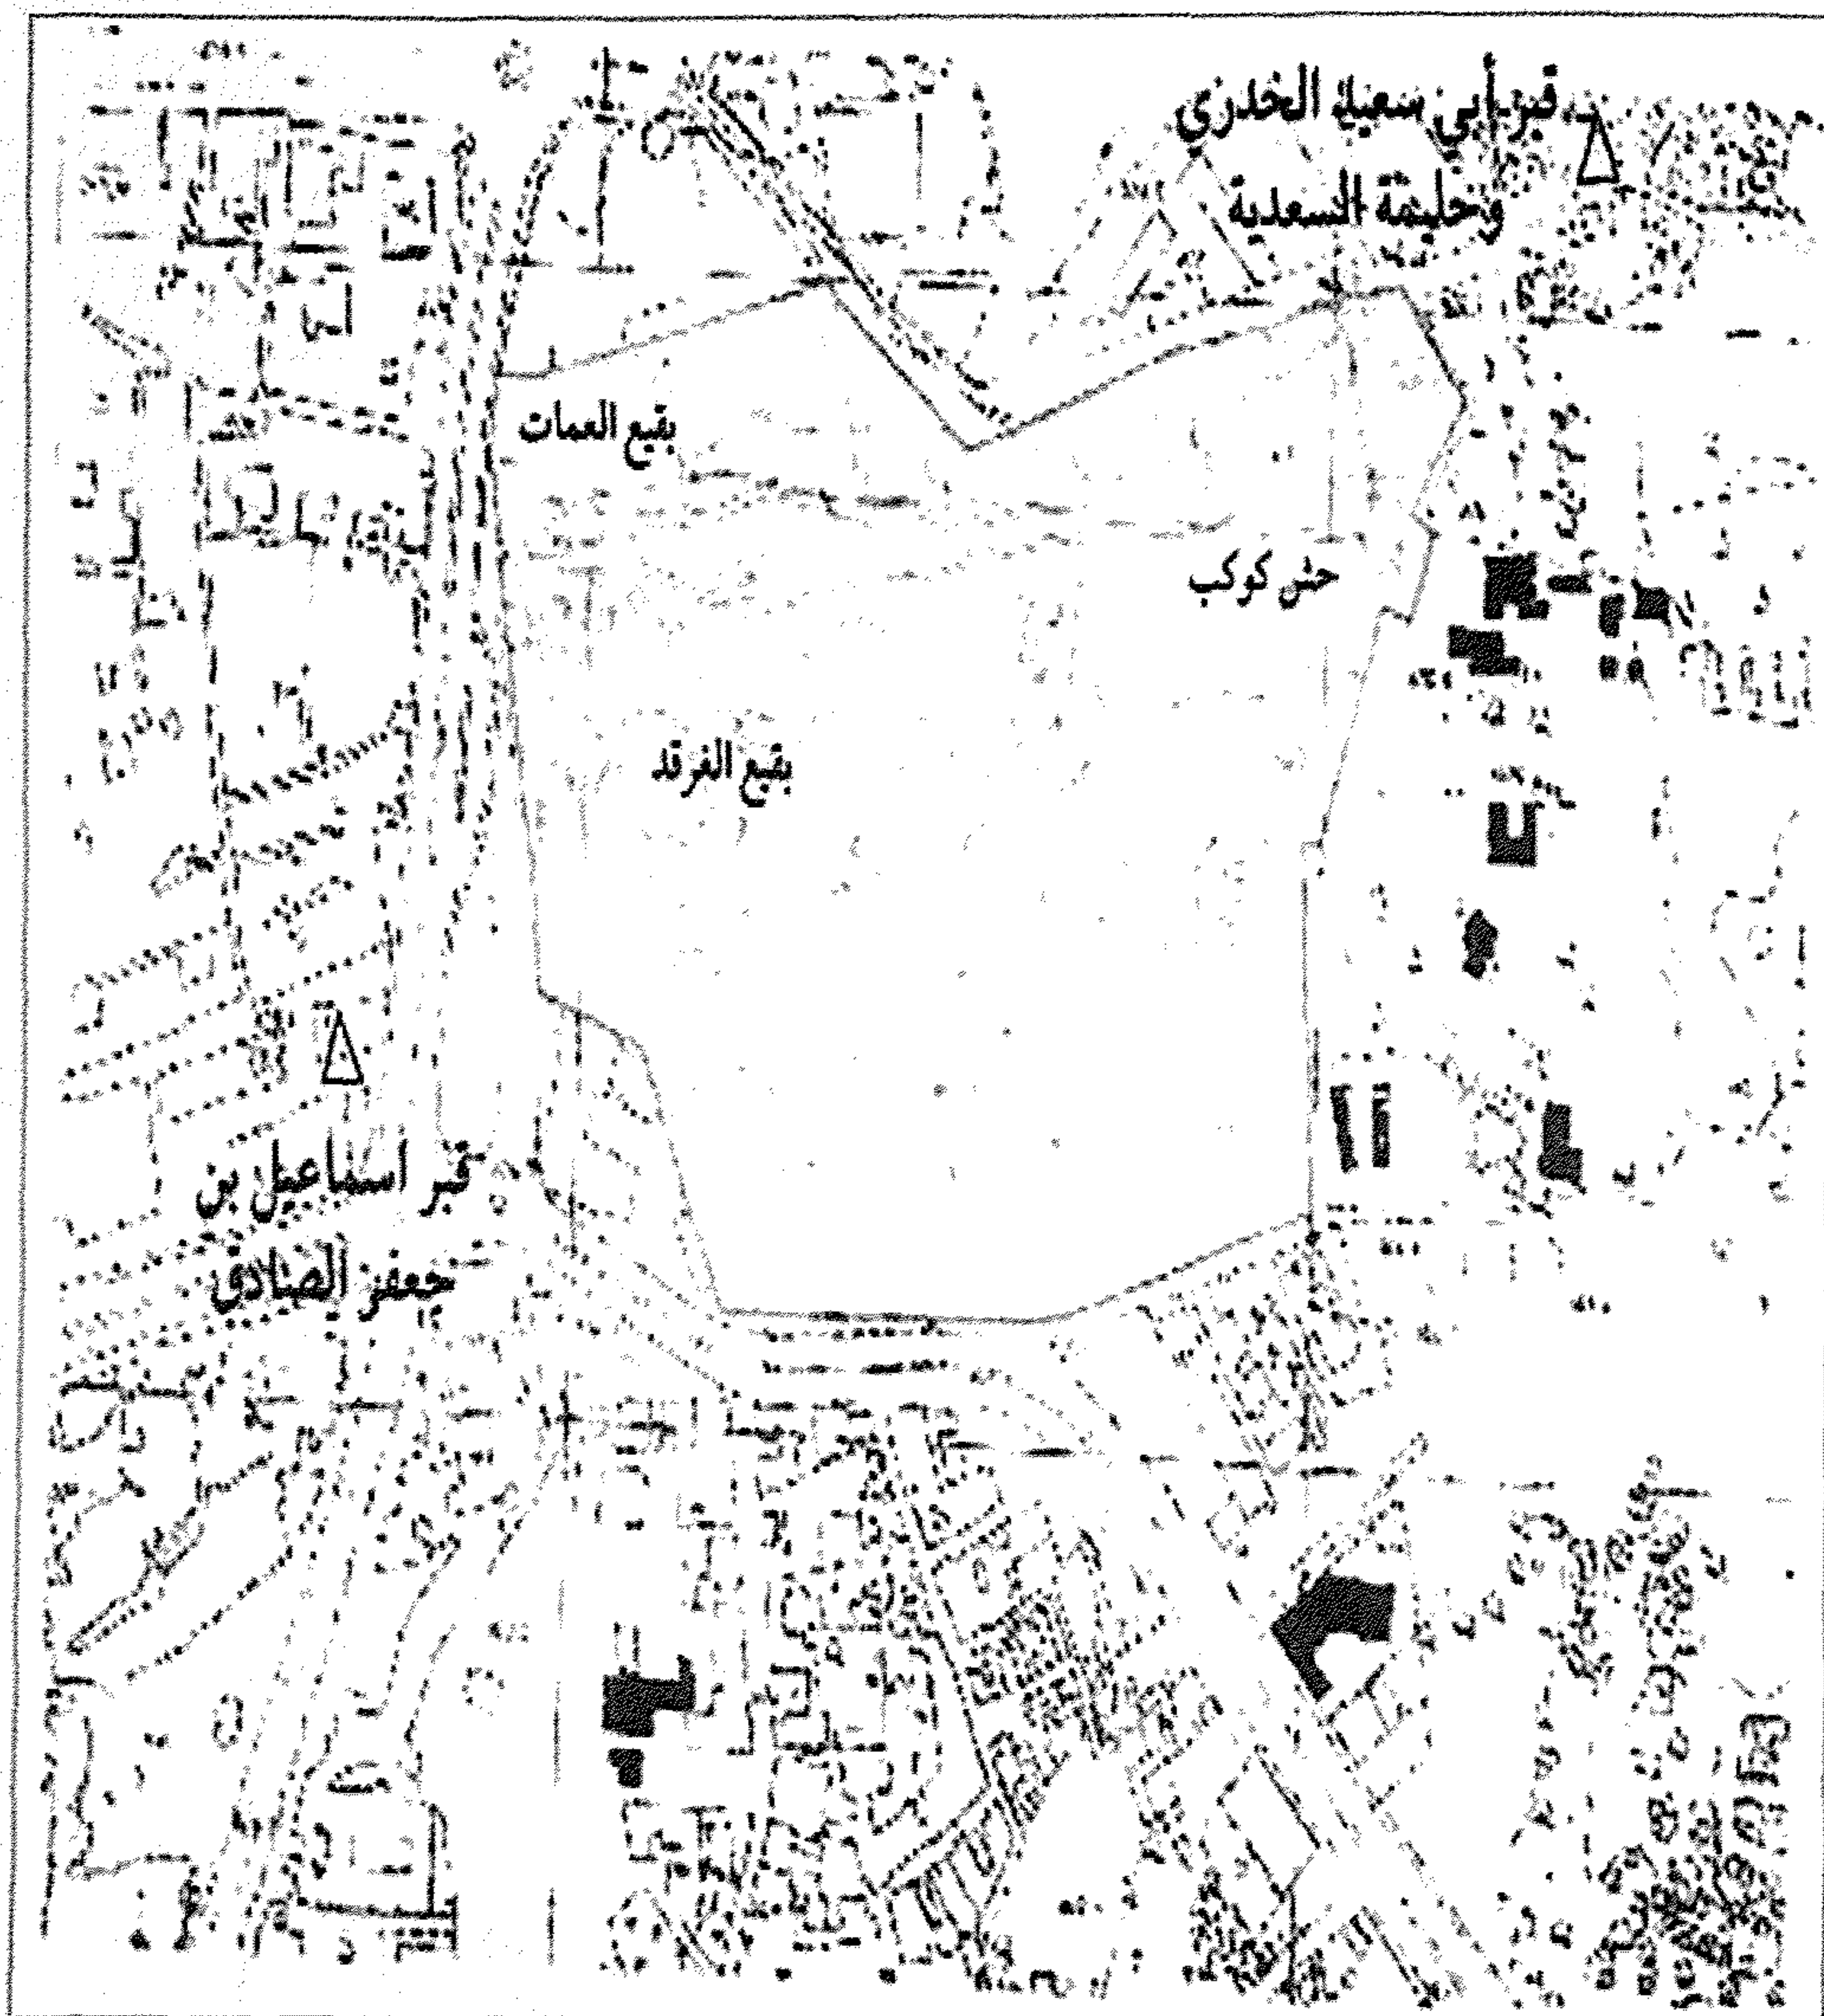 قبر أبي سعيد الخدري
وحليمة السعدية
بقيع العمات
حش كوكب
بقيع الغرقد
قبر اسماعيل بن
جعفر الصادق